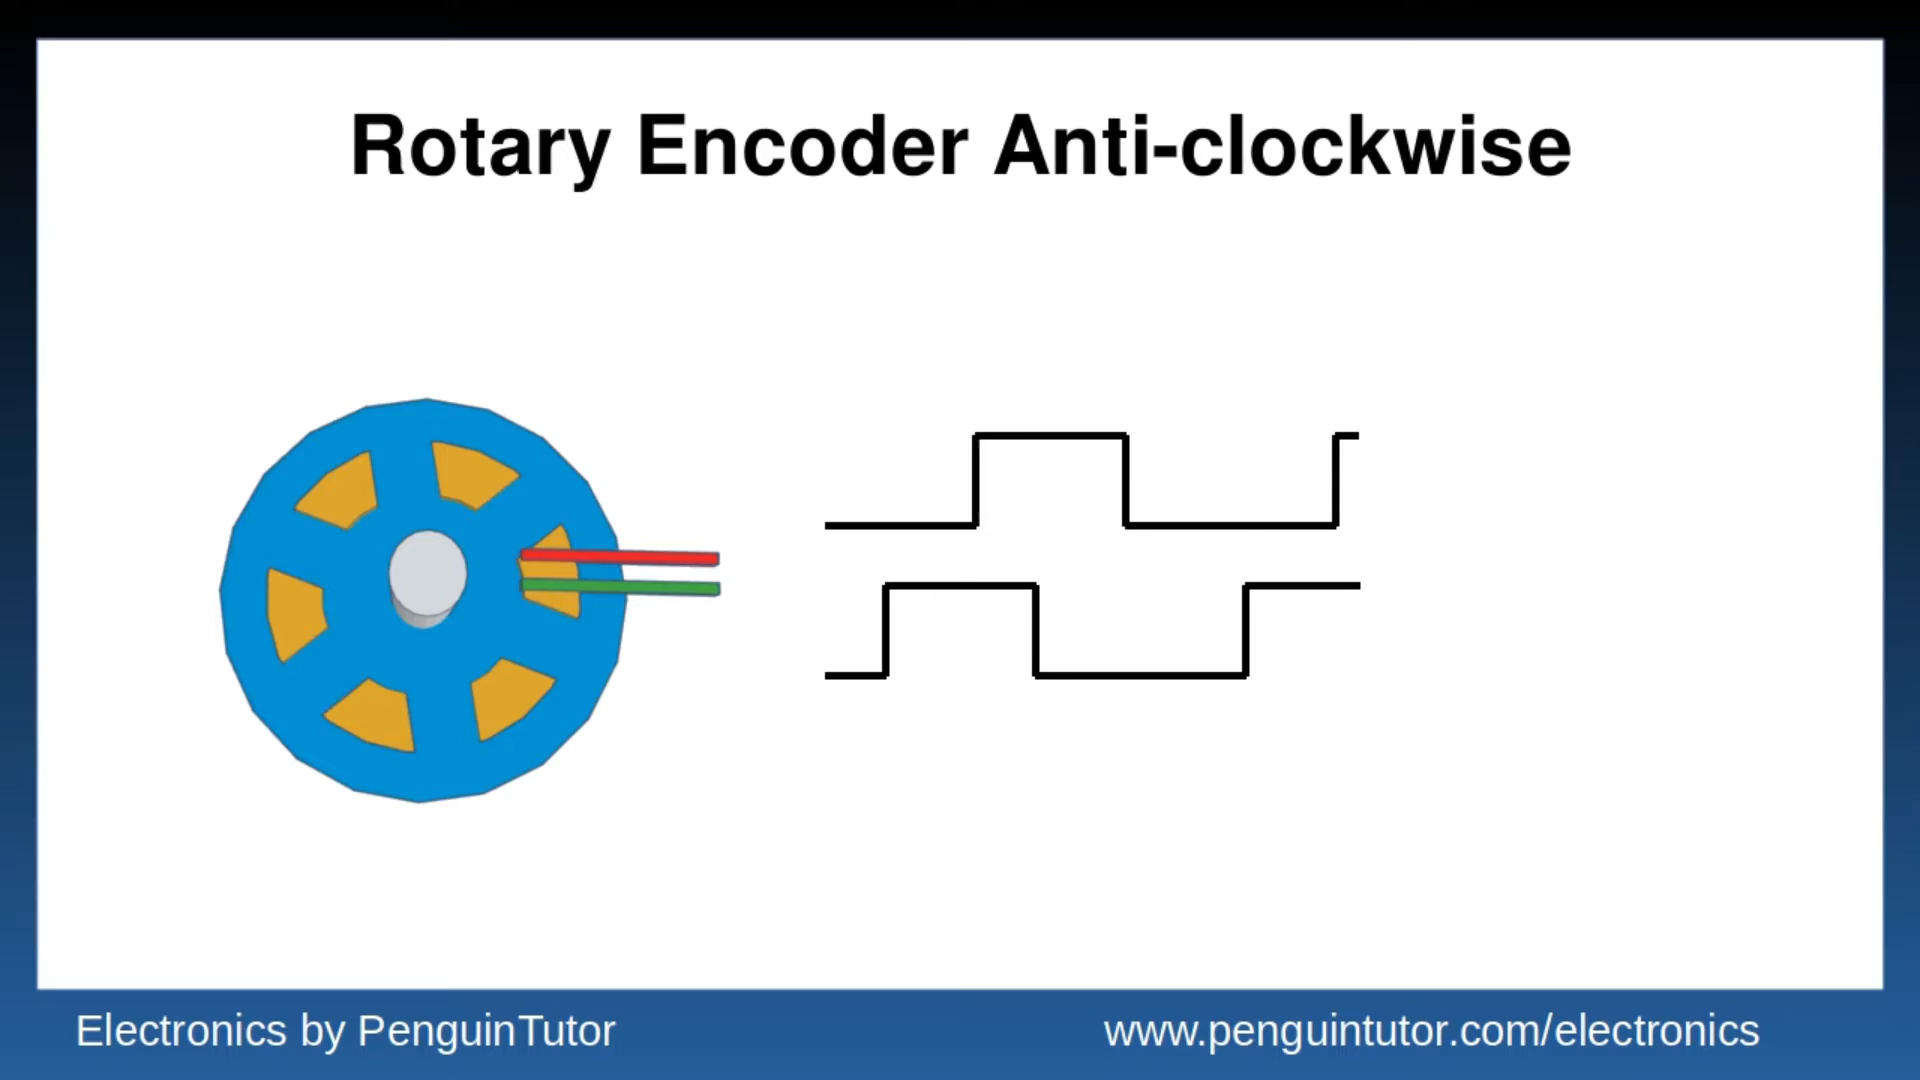 Rotary Encoder Anti-clockwise
Electronics by PenguinTutor
www.penguintutor.com/electronics